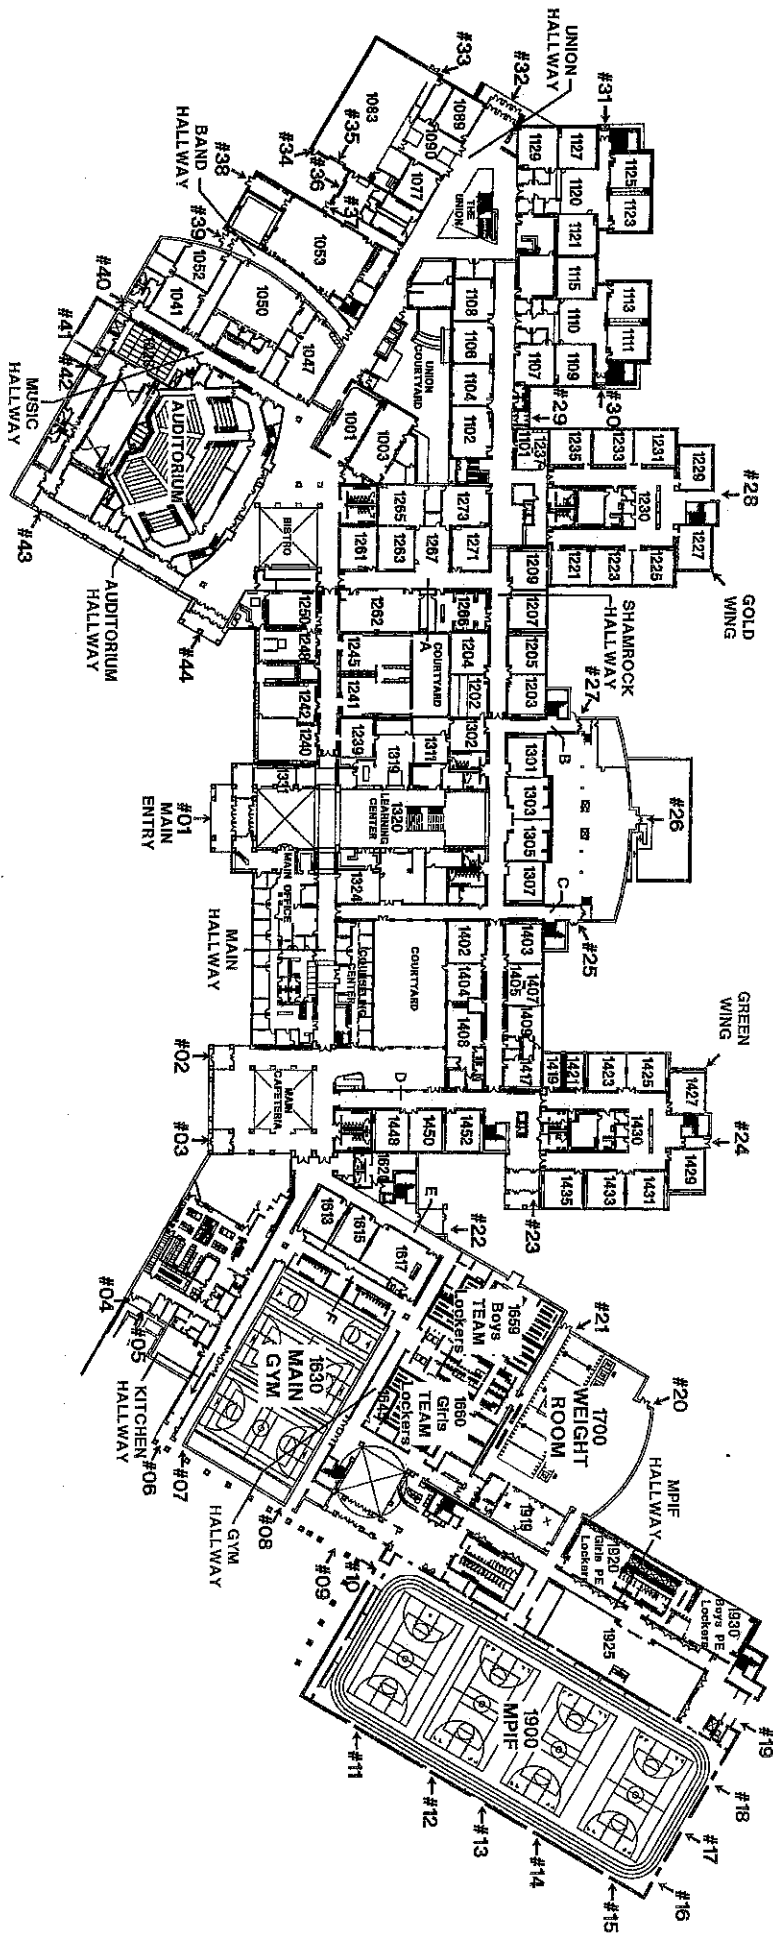 #33
#32
UNION
HALLWAY
#31
1083
1089
1090
1077
#35
#34
#36
#38
BAND
HALLWAY
#39
THE
UNION
1129
1127
1125
1123
1120
1121
1115
1113
1111
1110
1109
1107
#30
#29
1053
1052
1041
1050
1047
#40
#41
#42
MUSIC
HALLWAY
1108
1106
1104
1102
1101
UNION
COURTYARD
1001
1003
AUDITORIUM
#43
AUDITORIUM
HALLWAY
#44
BISTRO
1237
1235
1233
1231
1229
1230
#28
1227
1225
1223
1221
GOLD
WING
1265
1273
1261
1263
1267
1271
1209
1207
1205
1203
SHAMROCK
HALLWAY
1250
1248
1242
1240
1262
1266
A
1245
1241
COURTYARD
1204
1202
1239
1319
1311
1302
#27
B
1301
1303
1305
1307
#26
C
#25
1331
1320
LEARNING
CENTER
#01
MAIN
ENTRY
MAIN OFFICE
1324
MAIN
HALLWAY
COUNSELING
CENTER
COURTYARD
1402
1404
1408
1403
1407
1405
1409
1417
1419
1421
1423
1425
1427
GREEN
WING
#24
1430
1429
1431
1433
1435
#23
#02
MAIN
CAFETERIA
#03
D
1448
1450
1452
E
#22
1613
1615
1617
F
#04
#05
KITCHEN
HALLWAY
#06
#07
1630
MAIN
GYM
#08
GYM
HALLWAY
#09
#10
1659
Boys
TEAM
Lockers
1660
Girls
TEAM
Lockers
#21
1700
WEIGHT
ROOM
#20
MPIF
HALLWAY
1919
1920
Girls PE
Lockers
1930
Boys PE
Lockers
1925
#19
1900
MPIF
#18
#17
#16
#15
#14
#13
#12
#11